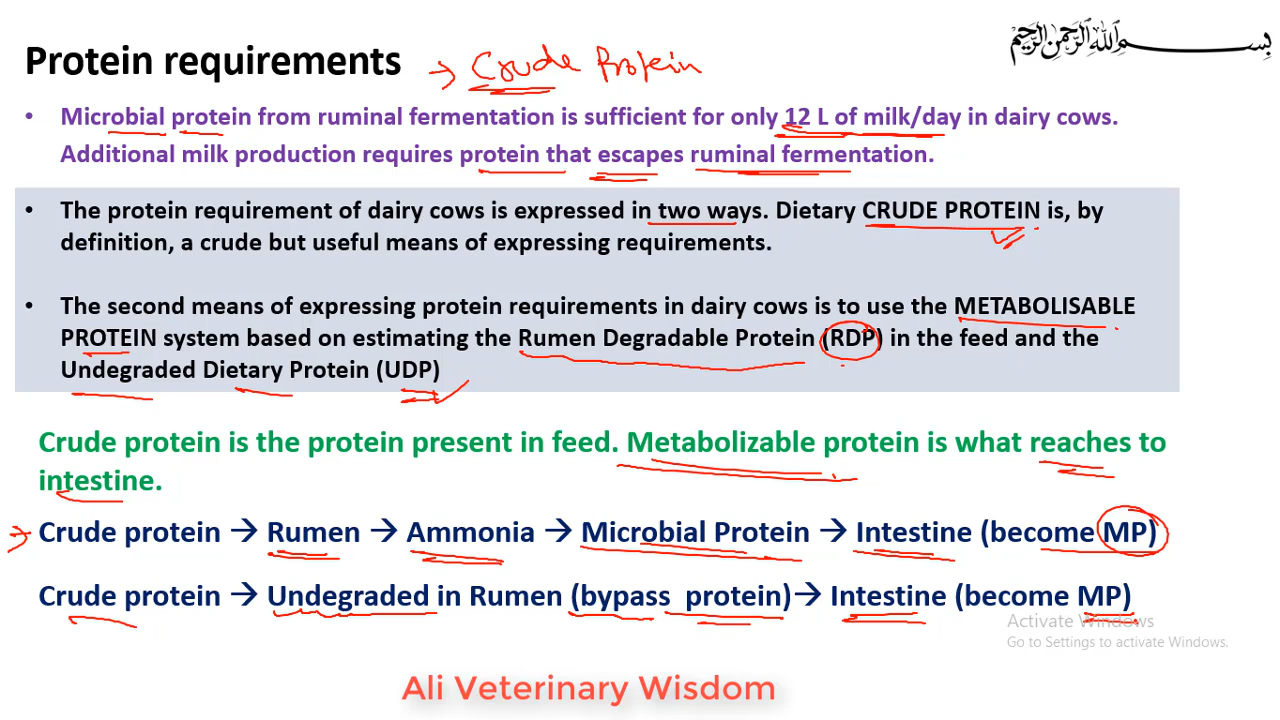 Protein requirements
→ Crude Protein
بسم الله الرحمن الرحيم
• Microbial protein from ruminal fermentation is sufficient for only 12 L of milk/day in dairy cows.
Additional milk production requires protein that escapes ruminal fermentation.
• The protein requirement of dairy cows is expressed in two ways. Dietary CRUDE PROTEIN is, by
definition, a crude but useful means of expressing requirements.
• The second means of expressing protein requirements in dairy cows is to use the METABOLISABLE
PROTEIN system based on estimating the Rumen Degradable Protein (RDP) in the feed and the
Undegraded Dietary Protein (UDP)
Crude protein is the protein present in feed. Metabolizable protein is what reaches to
intestine.
Crude protein → Rumen → Ammonia → Microbial Protein → Intestine (become MP)
Crude protein → Undegraded in Rumen (bypass protein)→ Intestine (become MP)
Activate Windows
Go to Settings to activate Windows.
Ali Veterinary Wisdom